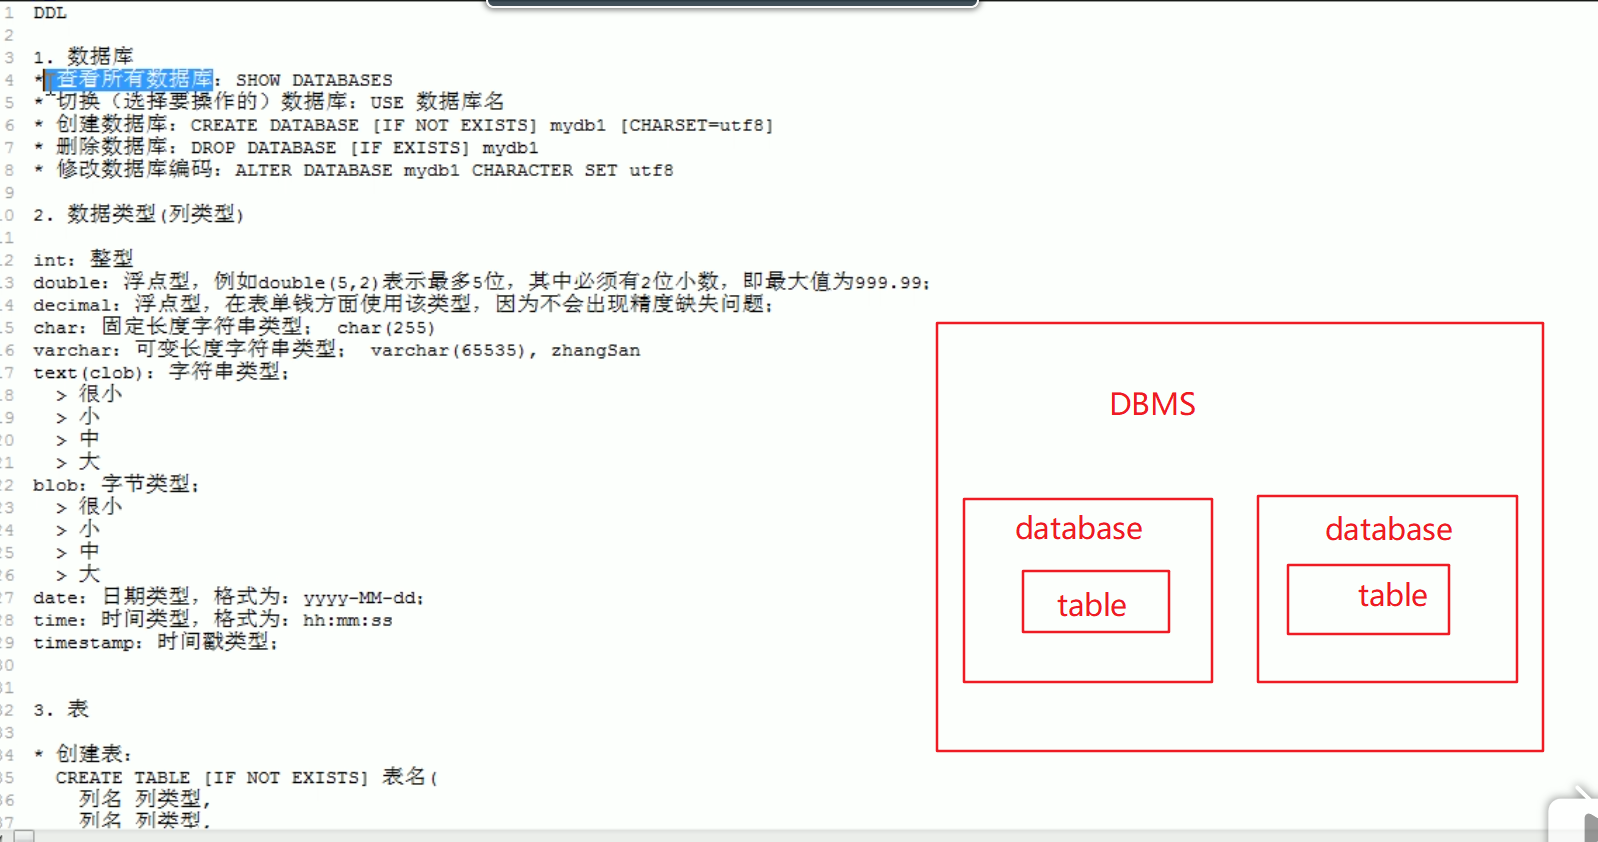 1 DDL
2
3 1. 数据库
4 * 查看所有数据库: SHOW DATABASES
5 * 切换（选择要操作的）数据库: USE 数据库名
6 * 创建数据库: CREATE DATABASE [IF NOT EXISTS] mydb1 [CHARSET=utf8]
7 * 删除数据库: DROP DATABASE [IF EXISTS] mydb1
8 * 修改数据库编码: ALTER DATABASE mydb1 CHARACTER SET utf8
9
0 2. 数据类型(列类型)
1
2 int: 整型
3 double: 浮点型, 例如double(5,2)表示最多5位, 其中必须有2位小数, 即最大值为999.99;
4 decimal: 浮点型, 在表单钱方面使用该类型, 因为不会出现精度缺失问题;
5 char: 固定长度字符串类型; char(255)
6 varchar: 可变长度字符串类型; varchar(65535), zhangSan
7 text(clob): 字符串类型;
8 > 很小
9 > 小
0 > 中
1 > 大
2 blob: 字节类型;
3 > 很小
4 > 小
5 > 中
6 > 大
7 date: 日期类型, 格式为: yyyy-MM-dd;
8 time: 时间类型, 格式为: hh:mm:ss
9 timestamp: 时间戳类型;
30
31
32 3. 表
33
34 * 创建表:
35 CREATE TABLE [IF NOT EXISTS] 表名(
36 列名 列类型,
37 列名 列类型,
DBMS
database
table
database
table